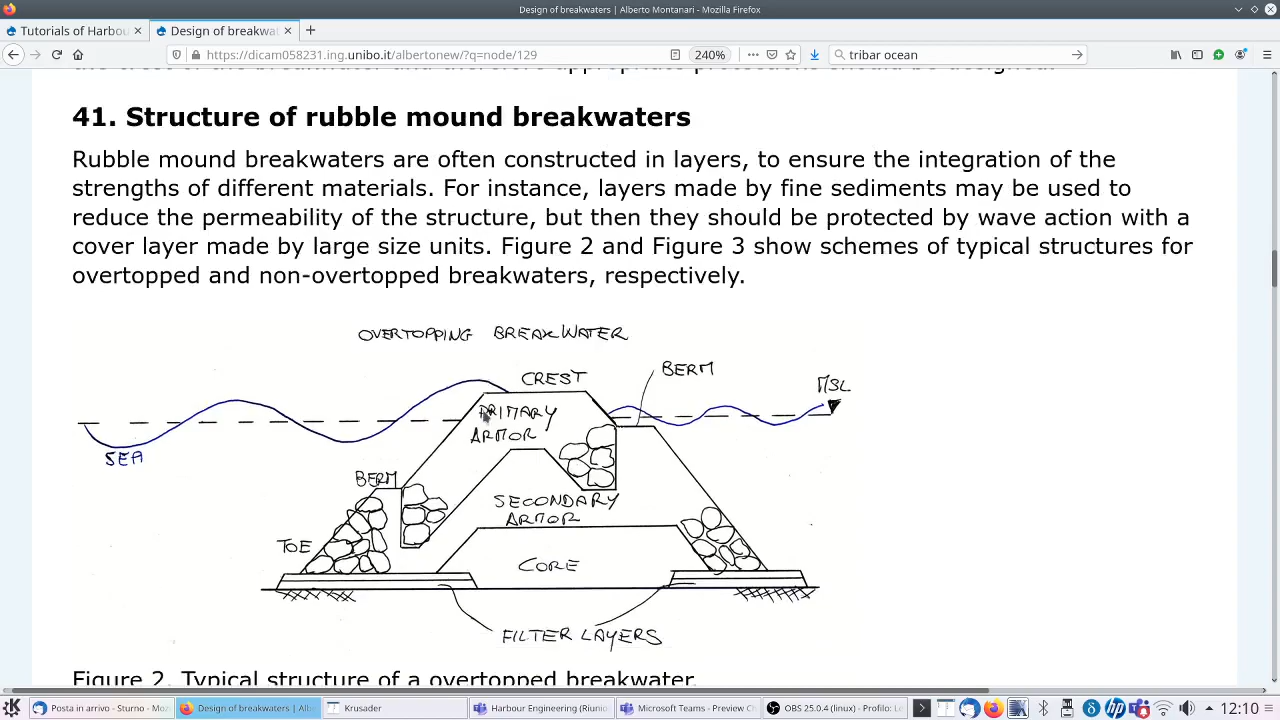 Design of breakwaters | Alberto Montanari - Mozilla Firefox
Tutorials of Harbou
Design of breakwat
https://dicam058231.ing.unibo.it/albertonew/?q=node/129
240%
tribar ocean
41. Structure of rubble mound breakwaters
Rubble mound breakwaters are often constructed in layers, to ensure the integration of the
strengths of different materials. For instance, layers made by fine sediments may be used to
reduce the permeability of the structure, but then they should be protected by wave action with a
cover layer made by large size units. Figure 2 and Figure 3 show schemes of typical structures for
overtopped and non-overtopped breakwaters, respectively.
OVERTOPPING BREAKWATER
CREST
BERM
MSL
PRIMARY
ARMOR
SEA
BERM
SECONDARY
ARMOR
TOE
CORE
FILTER LAYERS
Figure 2. Typical structure of a overtopped breakwater.
Posta in arrivo - Sturno - Moz
Design of breakwaters | Alb
Krusader
Harbour Engineering (Riunio
Microsoft Teams - Preview C
OBS 25.0.4 (linux) - Profilo: U
12:10